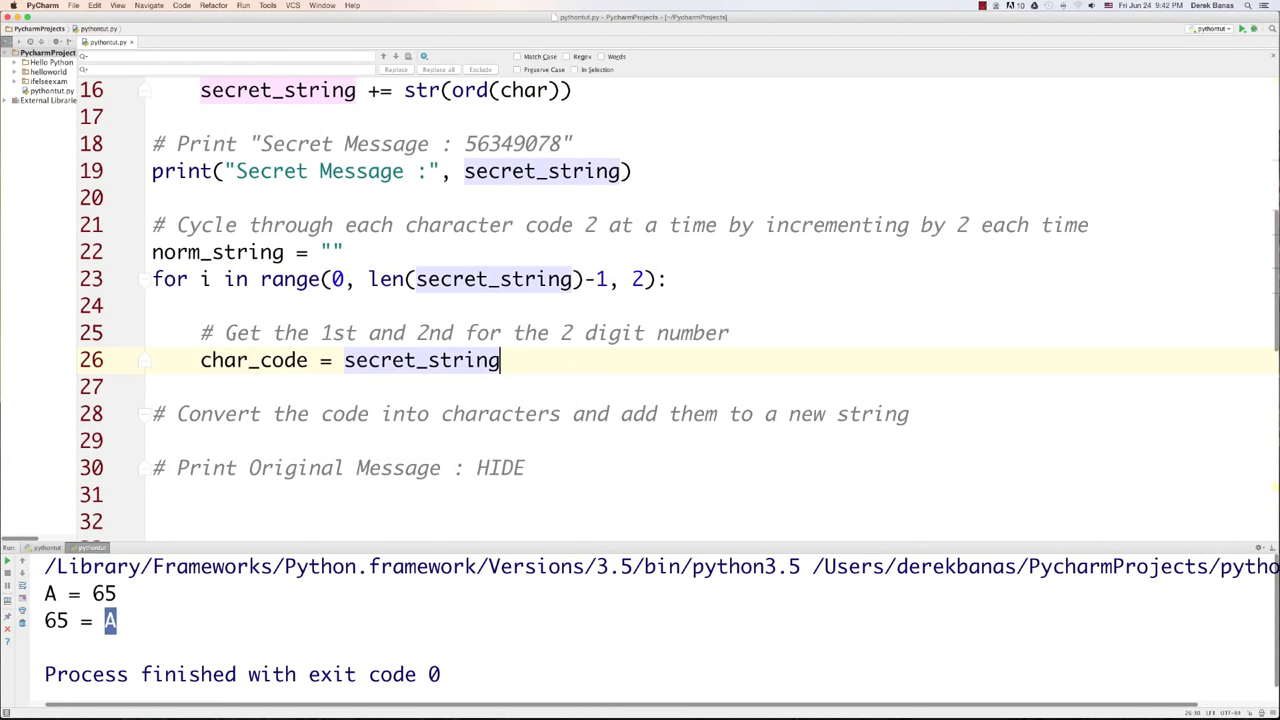 PyCharm File Edit View Navigate Code Refactor Run Tools VCS Window Help Fri Jun 24 9:42 PM Derek Banas
pythontut.py - PycharmProjects - [~/PycharmProjects]
PycharmProjects pythontut.py pythontut
pythontut.py
PycharmProject
Hello Python
helloworld
ifelseexam
pythontut.py
External Librarie
Match Case Regex Words
Replace Replace all Exclude Preserve Case In Selection
16 secret_string += str(ord(char))
17
18 # Print "Secret Message : 56349078"
19 print("Secret Message :", secret_string)
20
21 # Cycle through each character code 2 at a time by incrementing by 2 each time
22 norm_string = ""
23 for i in range(0, len(secret_string)-1, 2):
24
25 # Get the 1st and 2nd for the 2 digit number
26 char_code = secret_string
27
28 # Convert the code into characters and add them to a new string
29
30 # Print Original Message : HIDE
31
32
Run: pythontut pythontut
/Library/Frameworks/Python.framework/Versions/3.5/bin/python3.5 /Users/derekbanas/PycharmProjects/pytho
A = 65
65 = A
Process finished with exit code 0
26:30 LF÷ UTF-8÷